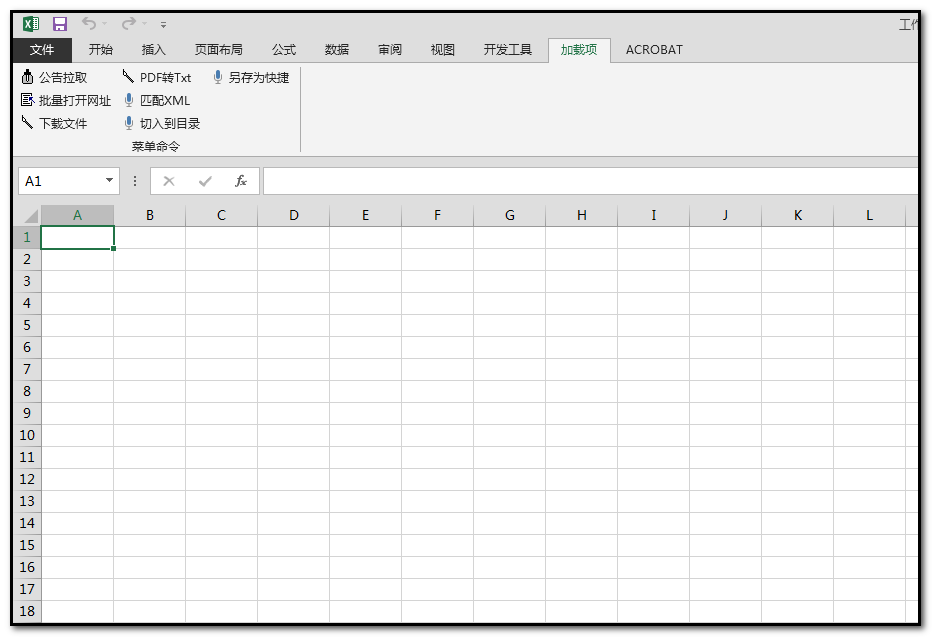 工作
文件 开始 插入 页面布局 公式 数据 审阅 视图 开发工具 加载项 ACROBAT
公告拉取 PDF转Txt 另存为快捷
批量打开网址 匹配XML
下载文件 切入到目录
菜单命令
A1 fx
A B C D E F G H I J K L
1
2
3
4
5
6
7
8
9
10
11
12
13
14
15
16
17
18